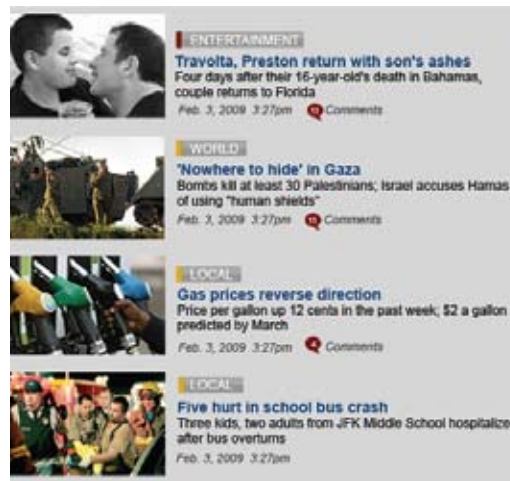 ENTERTAINMENT
Travolta, Preston return with son's ashes
Four days after their 16-year-old's death in Bahamas,
couple returns to Florida
Feb. 3, 2009 3:27pm Comments
WORLD
'Nowhere to hide' in Gaza
Bombs kill at least 30 Palestinians; Israel accuses Hamas
of using "human shields"
Feb. 3, 2009 3:27pm Comments
LOCAL
Gas prices reverse direction
Price per gallon up 12 cents in the past week; $2 a gallon
predicted by March
Feb. 3, 2009 3:27pm 4 Comments
LOCAL
Five hurt in school bus crash
Three kids, two adults from JFK Middle School hospitalize
after bus overturns
Feb. 3, 2009 3:27pm